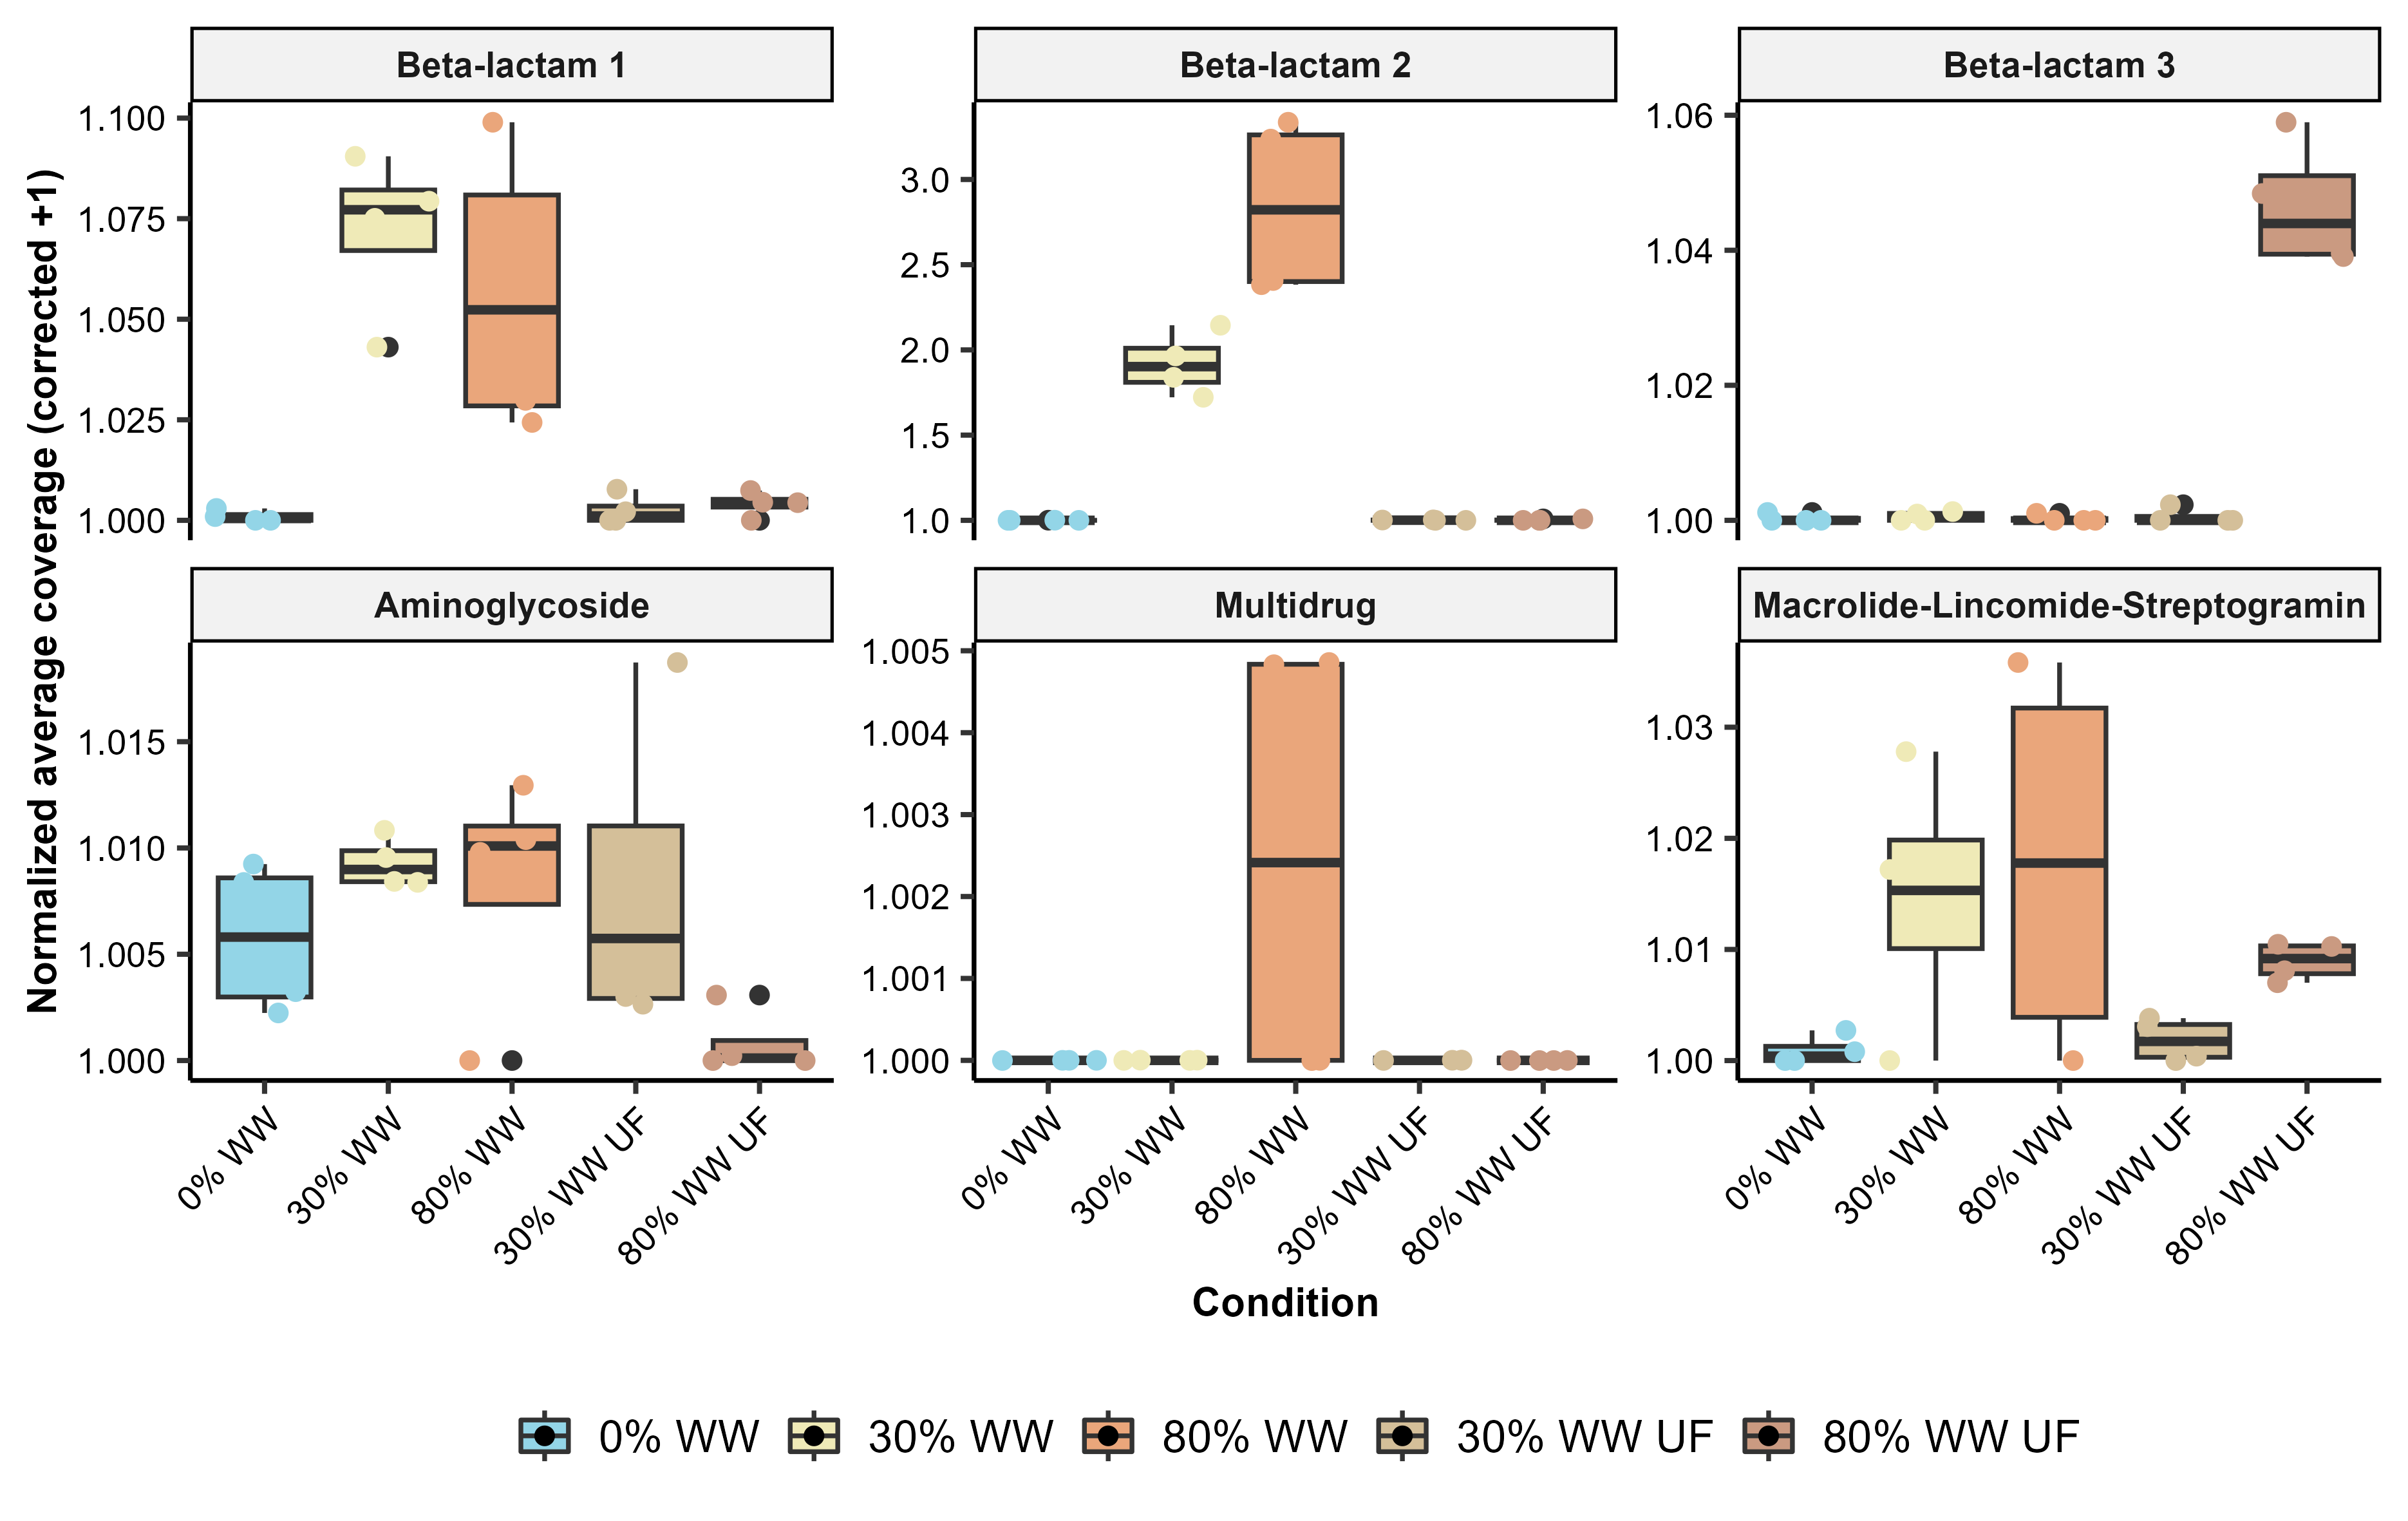 Beta-lactam 1
Beta-lactam 2
Beta-lactam 3
1.100
1.075
1.050
1.025
1.000
3.0
2.5
2.0
1.5
1.0
1.06
1.04
1.02
1.00
Normalized average coverage (corrected +1)
Aminoglycoside
Multidrug
Macrolide-Lincomide-Streptogramin
1.015
1.010
1.005
1.000
1.005
1.004
1.003
1.002
1.001
1.000
1.03
1.02
1.01
1.00
0% WW
30% WW
80% WW
30% WW UF
80% WW UF
0% WW
30% WW
80% WW
30% WW UF
80% WW UF
0% WW
30% WW
80% WW
30% WW UF
80% WW UF
Condition
0% WW 30% WW 80% WW 30% WW UF 80% WW UF